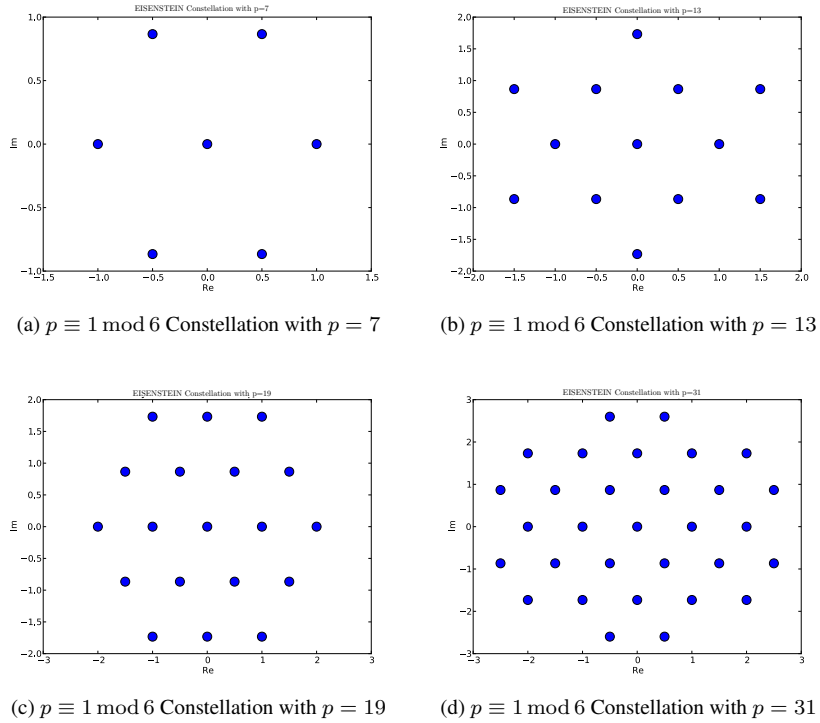 EISENSTEIN Constellation with p=7
1.0
0.5
0.0
−0.5
−1.0
−1.5 −1.0 −0.5 0.0 0.5 1.0 1.5
Im
Re
(a) p ≡ 1 mod 6 Constellation with p = 7
EISENSTEIN Constellation with p=13
2.0
1.5
1.0
0.5
0.0
−0.5
−1.0
−1.5
−2.0
−2.0 −1.5 −1.0 −0.5 0.0 0.5 1.0 1.5 2.0
Im
Re
(b) p ≡ 1 mod 6 Constellation with p = 13
EISENSTEIN Constellation with p=19
2.0
1.5
1.0
0.5
0.0
−0.5
−1.0
−1.5
−2.0
−3 −2 −1 0 1 2 3
Im
Re
(c) p ≡ 1 mod 6 Constellation with p = 19
EISENSTEIN Constellation with p=31
3
2
1
0
−1
−2
−3
−3 −2 −1 0 1 2 3
Im
Re
(d) p ≡ 1 mod 6 Constellation with p = 31